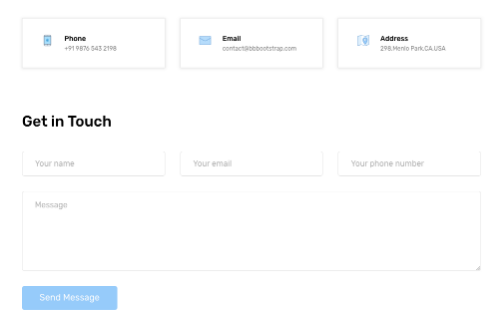 Phone
+91 9876 543 2198
Email
contact@bbbootstrap.com
Address
298,Menlo Park,CA,USA
Get in Touch
Your name
Your email
Your phone number
Message
Send Message